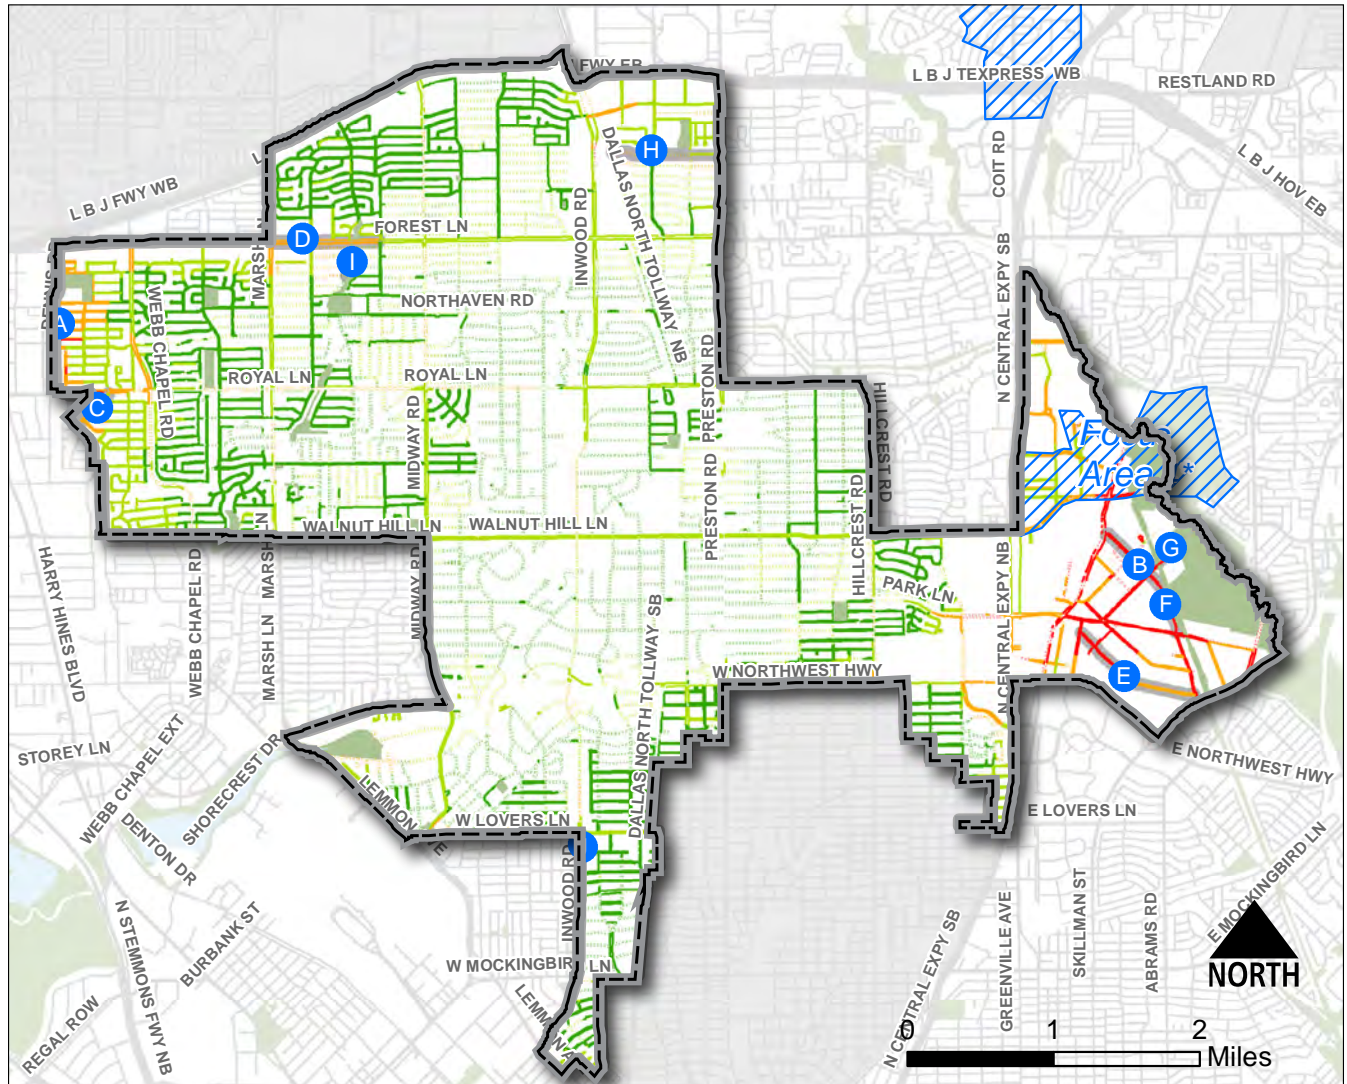 FWY EB
L B J TEXPRESS WB
RESTLAND RD
COIT RD
L B J HOV EB
L B J FWY WB
H
DALLAS NORTH TOLLWAY NB
INWOOD RD
FOREST LN
D
I
MARSH LN
NORTHAVEN RD
A
WEBB CHAPEL RD
N CENTRAL EXPY SB
PRESTON RD
ROYAL LN
ROYAL LN
C
MIDWAY RD
HILLCREST RD
Focus
Area *
WALNUT HILL LN
WALNUT HILL LN
PRESTON RD
HILLCREST RD
MARSH LN
HARRY HINES BLVD
WEBB CHAPEL RD
MARSH LN
MIDWAY RD
PARK LN
N CENTRAL EXPY NB
G
B
F
E
DALLAS NORTH TOLLWAY SB
W NORTHWEST HWY
STOREY LN
WEBB CHAPEL EXT
SHORECREST DR
DENTON DR
LEMMON
E
W LOVERS LN
E LOVERS LN
E NORTHWEST HWY
INWOOD RD
N STEMMONS FWY NB
BURBANK ST
REGAL ROW
W MOCKINGBIRD LN
LEMMON A
N CENTRAL EXPY SB
GREENVILLE AVE
SKILLMAN ST
ABRAMS RD
E MOCKINGBIRD LN
NORTH
0 1 2
Miles